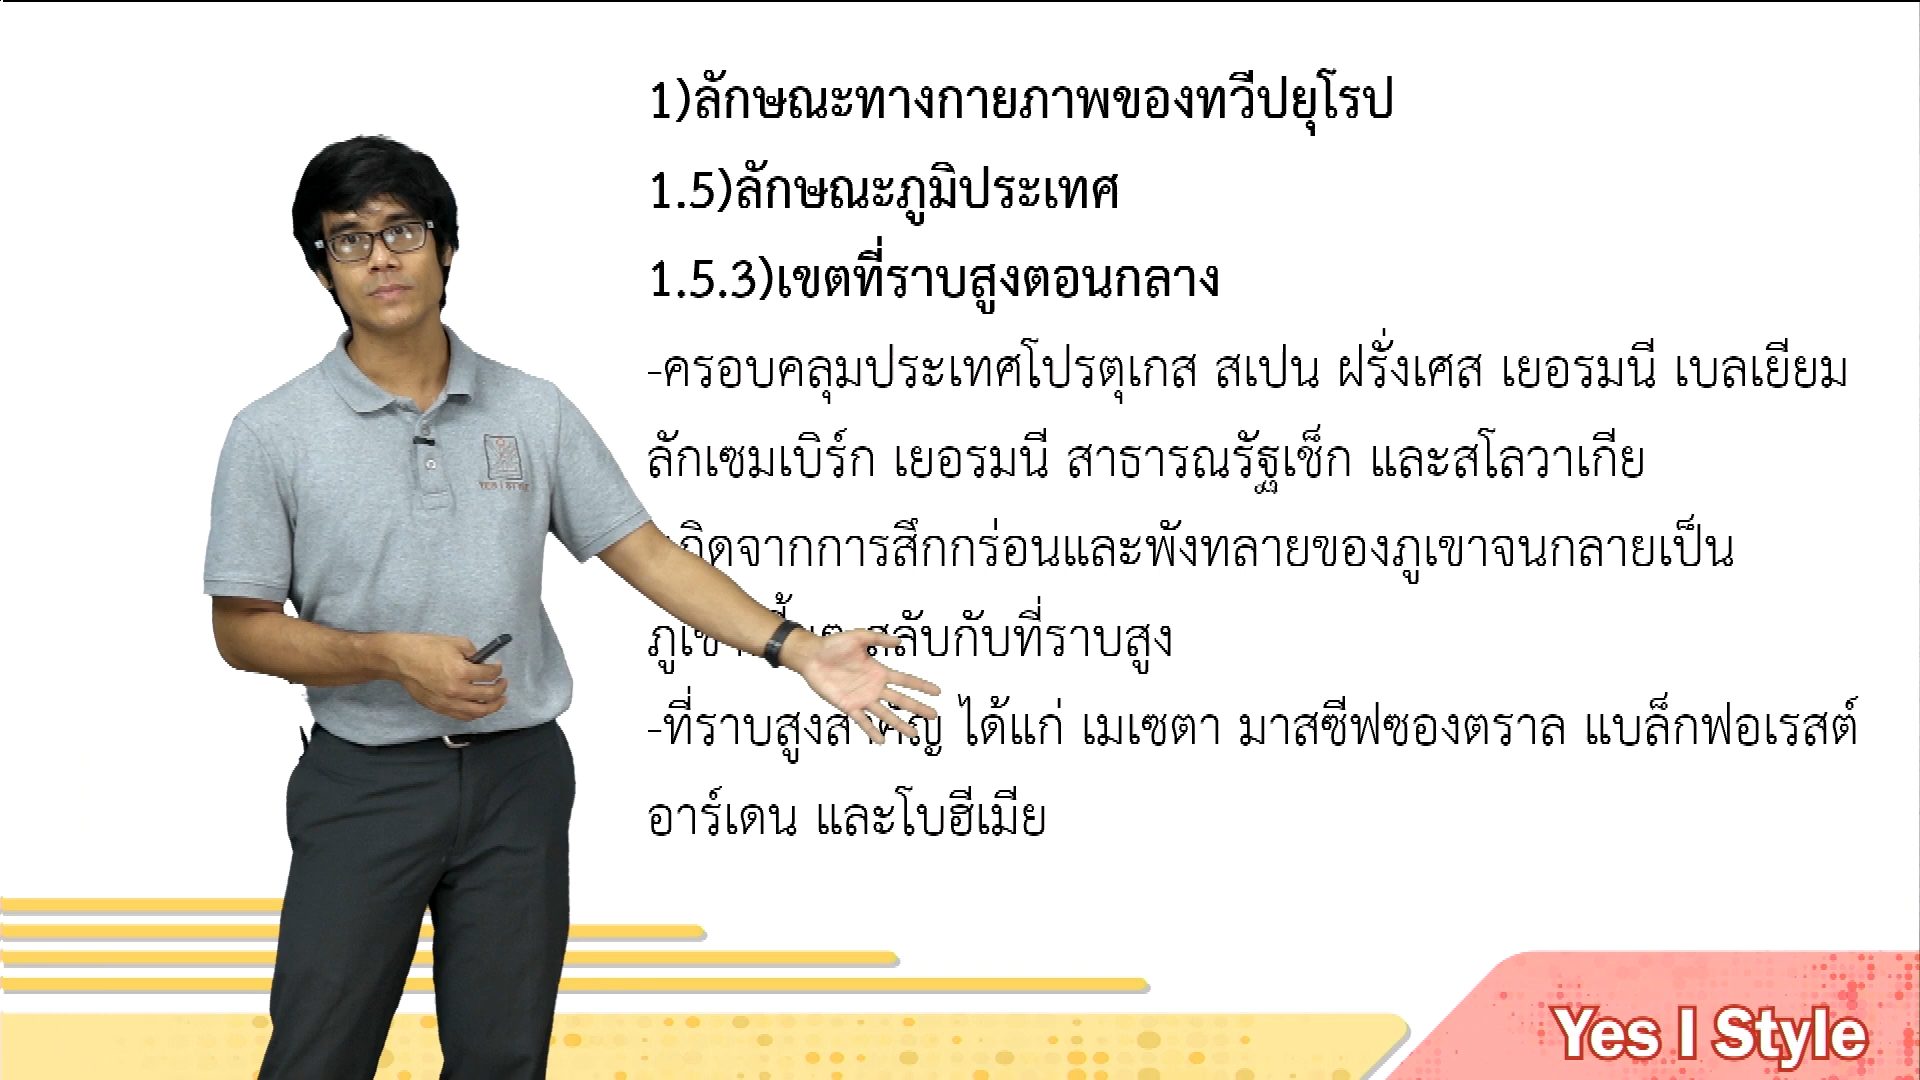 1)ลักษณะทางกายภาพของทวีปยุโรป
1.5)ลักษณะภูมิประเทศ
1.5.3)เขตที่ราบสูงตอนกลาง
-ครอบคลุมประเทศโปรตุเกส สเปน ฝรั่งเศส เยอรมนี เบลเยียม
ลักเซมเบิร์ก เยอรมนี สาธารณรัฐเช็ก และสโลวาเกีย
จากการสึกกร่อนและพังทลายของภูเขาจนกลายเป็น
สลับกับที่ราบสูง
-ที่ราบสูงสำคัญ ได้แก่ เมเซตา มาสซีฟซองตราล แบล็กฟอเรสต์
อาร์เดน และโบฮีเมีย
YES I STYLE
Yes I Style